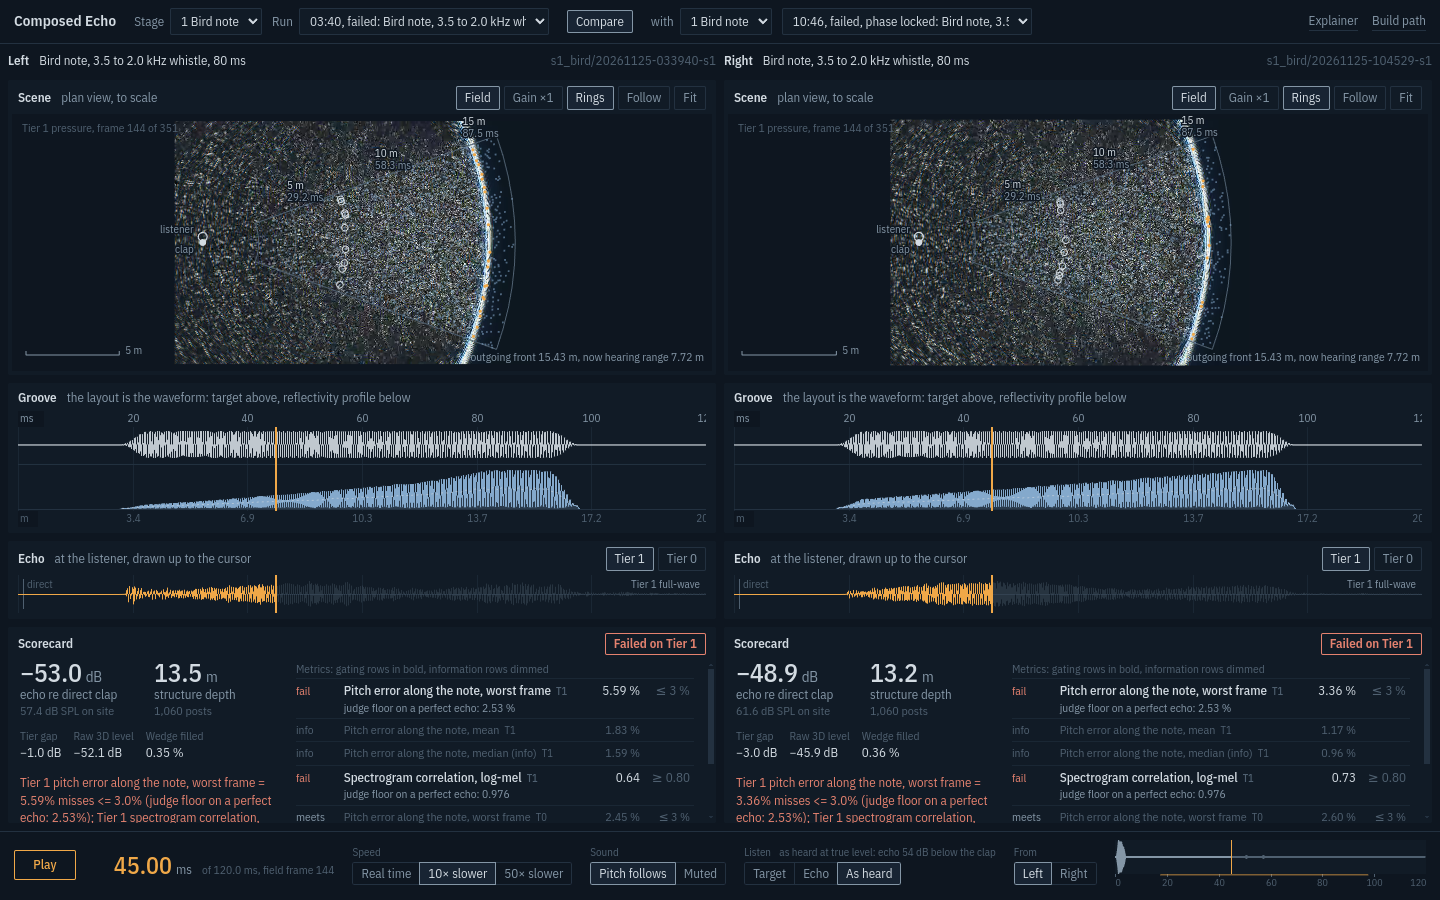 Composed Echo Stage 1 Bird note Run 03:40, failed: Bird note, 3.5 to 2.0 kHz wh Compare with 1 Bird note 10:46, failed, phase locked: Bird note, 3.5 Explainer Build path
Left Bird note, 3.5 to 2.0 kHz whistle, 80 ms s1_bird/20261125-033940-s1
Right Bird note, 3.5 to 2.0 kHz whistle, 80 ms s1_bird/20261125-104529-s1
Scene plan view, to scale Field Gain ×1 Rings Follow Fit
Tier 1 pressure, frame 144 of 351
15 m
87.5 ms
10 m
58.3 ms
5 m
29.2 ms
listener
clap
5 m
outgoing front 15.43 m, now hearing range 7.72 m
Scene plan view, to scale Field Gain ×1 Rings Follow Fit
Tier 1 pressure, frame 144 of 351
15 m
87.5 ms
10 m
58.3 ms
5 m
29.2 ms
listener
clap
5 m
outgoing front 15.43 m, now hearing range 7.72 m
Groove the layout is the waveform: target above, reflectivity profile below
ms 20 40 60 80 100 12
m 3.4 6.9 10.3 13.7 17.2 20
Groove the layout is the waveform: target above, reflectivity profile below
ms 20 40 60 80 100 12
m 3.4 6.9 10.3 13.7 17.2 20
Echo at the listener, drawn up to the cursor Tier 1 Tier 0
direct Tier 1 full-wave
Echo at the listener, drawn up to the cursor Tier 1 Tier 0
direct Tier 1 full-wave
Scorecard Failed on Tier 1
−53.0 dB 13.5 m
echo re direct clap structure depth
57.4 dB SPL on site 1,060 posts
Tier gap Raw 3D level Wedge filled
−1.0 dB −52.1 dB 0.35 %
Tier 1 pitch error along the note, worst frame =
5.59% misses <= 3.0% (judge floor on a perfect
echo: 2.53%); Tier 1 spectrogram correlation,
Metrics: gating rows in bold, information rows dimmed
fail Pitch error along the note, worst frame T1 5.59 % ≤ 3 %
judge floor on a perfect echo: 2.53 %
info Pitch error along the note, mean T1 1.83 %
info Pitch error along the note, median (info) T1 1.59 %
fail Spectrogram correlation, log-mel T1 0.64 ≥ 0.80
judge floor on a perfect echo: 0.976
meets Pitch error along the note, worst frame T0 2.45 % ≤ 3 %
Scorecard Failed on Tier 1
−48.9 dB 13.2 m
echo re direct clap structure depth
61.6 dB SPL on site 1,060 posts
Tier gap Raw 3D level Wedge filled
−3.0 dB −45.9 dB 0.36 %
Tier 1 pitch error along the note, worst frame =
3.36% misses <= 3.0% (judge floor on a perfect
echo: 2.53%); Tier 1 spectrogram correlation,
Metrics: gating rows in bold, information rows dimmed
fail Pitch error along the note, worst frame T1 3.36 % ≤ 3 %
judge floor on a perfect echo: 2.53 %
info Pitch error along the note, mean T1 1.17 %
info Pitch error along the note, median (info) T1 0.96 %
fail Spectrogram correlation, log-mel T1 0.73 ≥ 0.80
judge floor on a perfect echo: 0.976
meets Pitch error along the note, worst frame T0 2.60 % ≤ 3 %
Play 45.00 ms of 120.0 ms, field frame 144
Speed
Real time 10× slower 50× slower
Sound
Pitch follows Muted
Listen as heard at true level: echo 54 dB below the clap
Target Echo As heard
From
Left Right
0 20 40 60 80 100 120